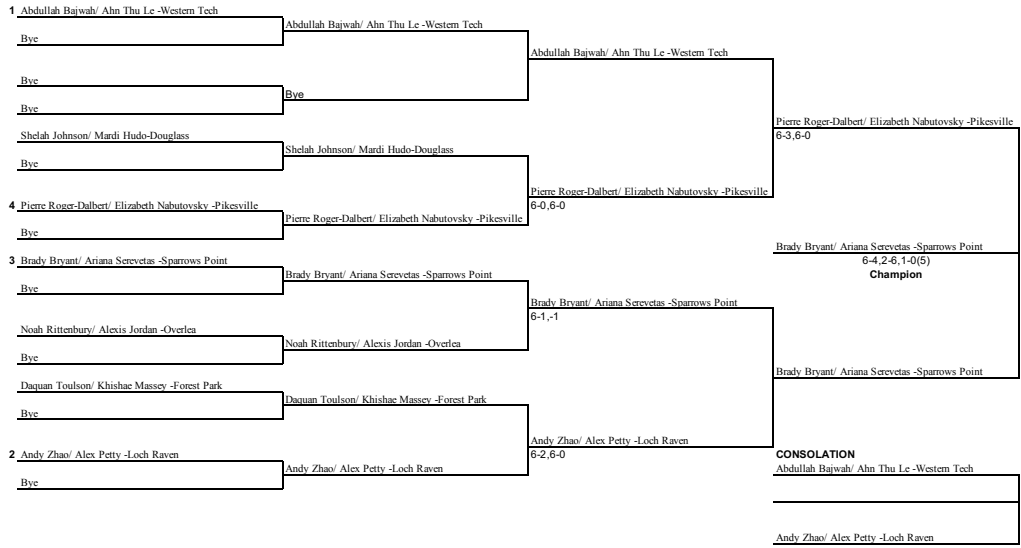 1 Abdullah Bajwah/ Ahn Thu Le -Western Tech
Bye
Bye
Bye
Shelah Johnson/ Mardi Hudo-Douglass
Bye
4 Pierre Roger-Dalbert/ Elizabeth Nabutovsky -Pikesville
Bye
3 Brady Bryant/ Ariana Serevetas -Sparrows Point
Bye
Noah Rittenbury/ Alexis Jordan -Overlea
Bye
Daquan Toulson/ Khishae Massey -Forest Park
Bye
2 Andy Zhao/ Alex Petty -Loch Raven
Bye
Abdullah Bajwah/ Ahn Thu Le -Western Tech
Bye
Shelah Johnson/ Mardi Hudo-Douglass
Pierre Roger-Dalbert/ Elizabeth Nabutovsky -Pikesville
Brady Bryant/ Ariana Serevetas -Sparrows Point
Noah Rittenbury/ Alexis Jordan -Overlea
Daquan Toulson/ Khishae Massey -Forest Park
Andy Zhao/ Alex Petty -Loch Raven
Abdullah Bajwah/ Ahn Thu Le -Western Tech
Pierre Roger-Dalbert/ Elizabeth Nabutovsky -Pikesville
6-0,6-0
Brady Bryant/ Ariana Serevetas -Sparrows Point
6-1,-1
Andy Zhao/ Alex Petty -Loch Raven
6-2,6-0
Pierre Roger-Dalbert/ Elizabeth Nabutovsky -Pikesville
6-3,6-0
Brady Bryant/ Ariana Serevetas -Sparrows Point
6-4,2-6,1-0(5)
Champion
Brady Bryant/ Ariana Serevetas -Sparrows Point
CONSOLATION
Abdullah Bajwah/ Ahn Thu Le -Western Tech
Andy Zhao/ Alex Petty -Loch Raven